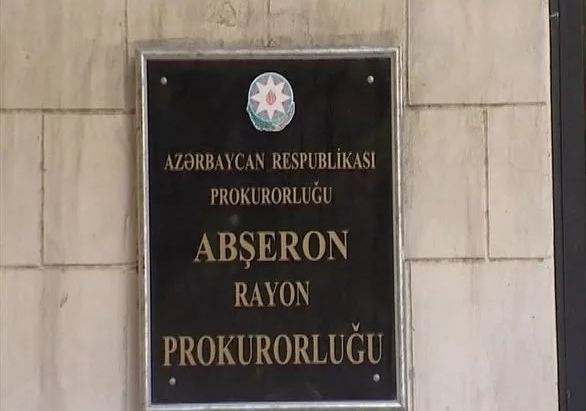 AZƏRBAYCAN RESPUBLİKASI
PROKURORLUĞU
ABŞERON
RAYON
PROKURORLUĞU